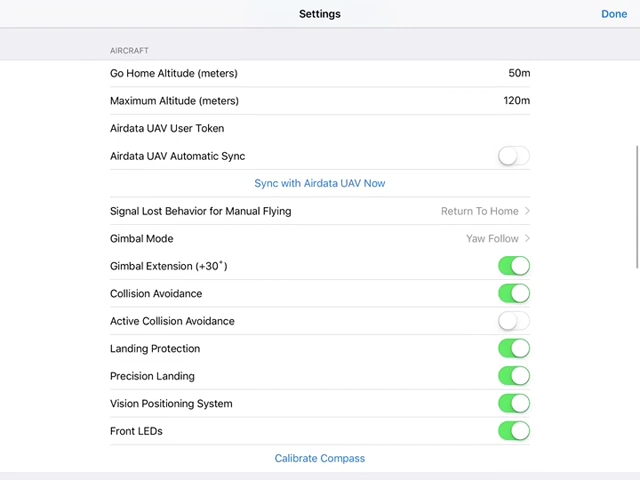 Settings
Done
AIRCRAFT
Go Home Altitude (meters) 50m
Maximum Altitude (meters) 120m
Airdata UAV User Token
Airdata UAV Automatic Sync
Sync with Airdata UAV Now
Signal Lost Behavior for Manual Flying Return To Home
Gimbal Mode Yaw Follow
Gimbal Extension (+30˚)
Collision Avoidance
Active Collision Avoidance
Landing Protection
Precision Landing
Vision Positioning System
Front LEDs
Calibrate Compass